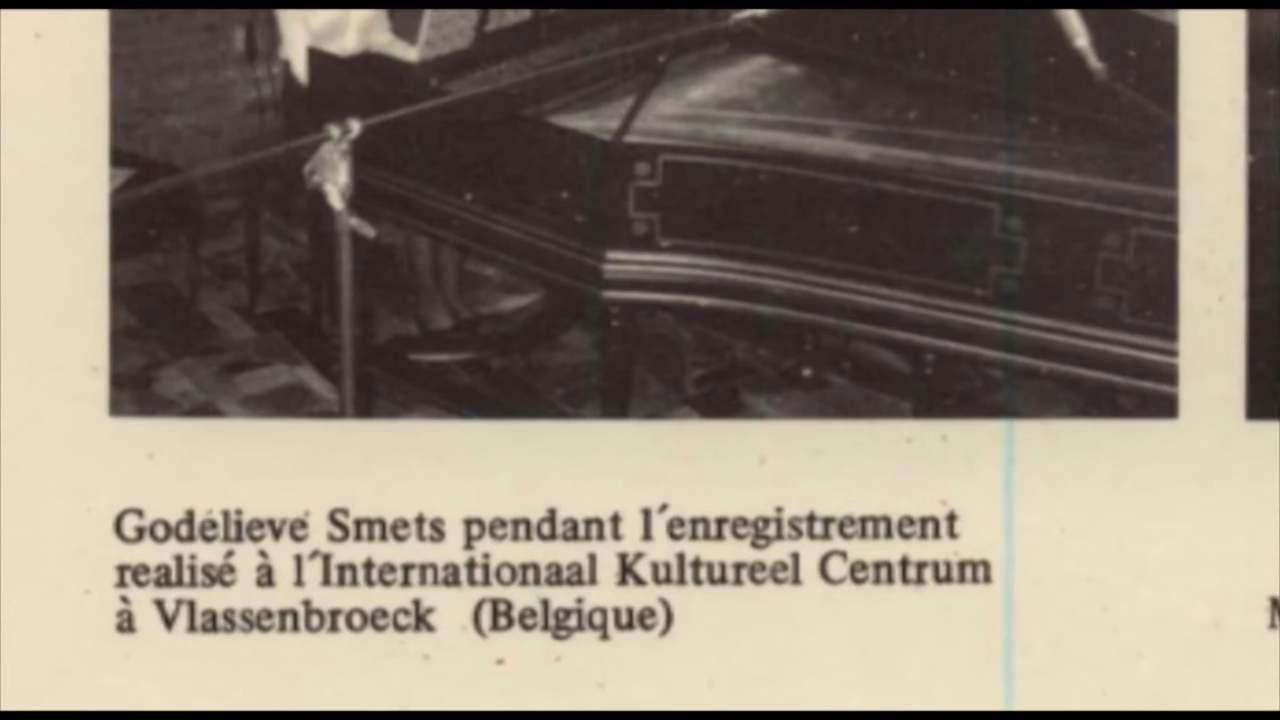 Godelieve Smets pendant l´enregistrement
realisé à l´Internationaal Kultureel Centrum
à Vlassenbroeck (Belgique)